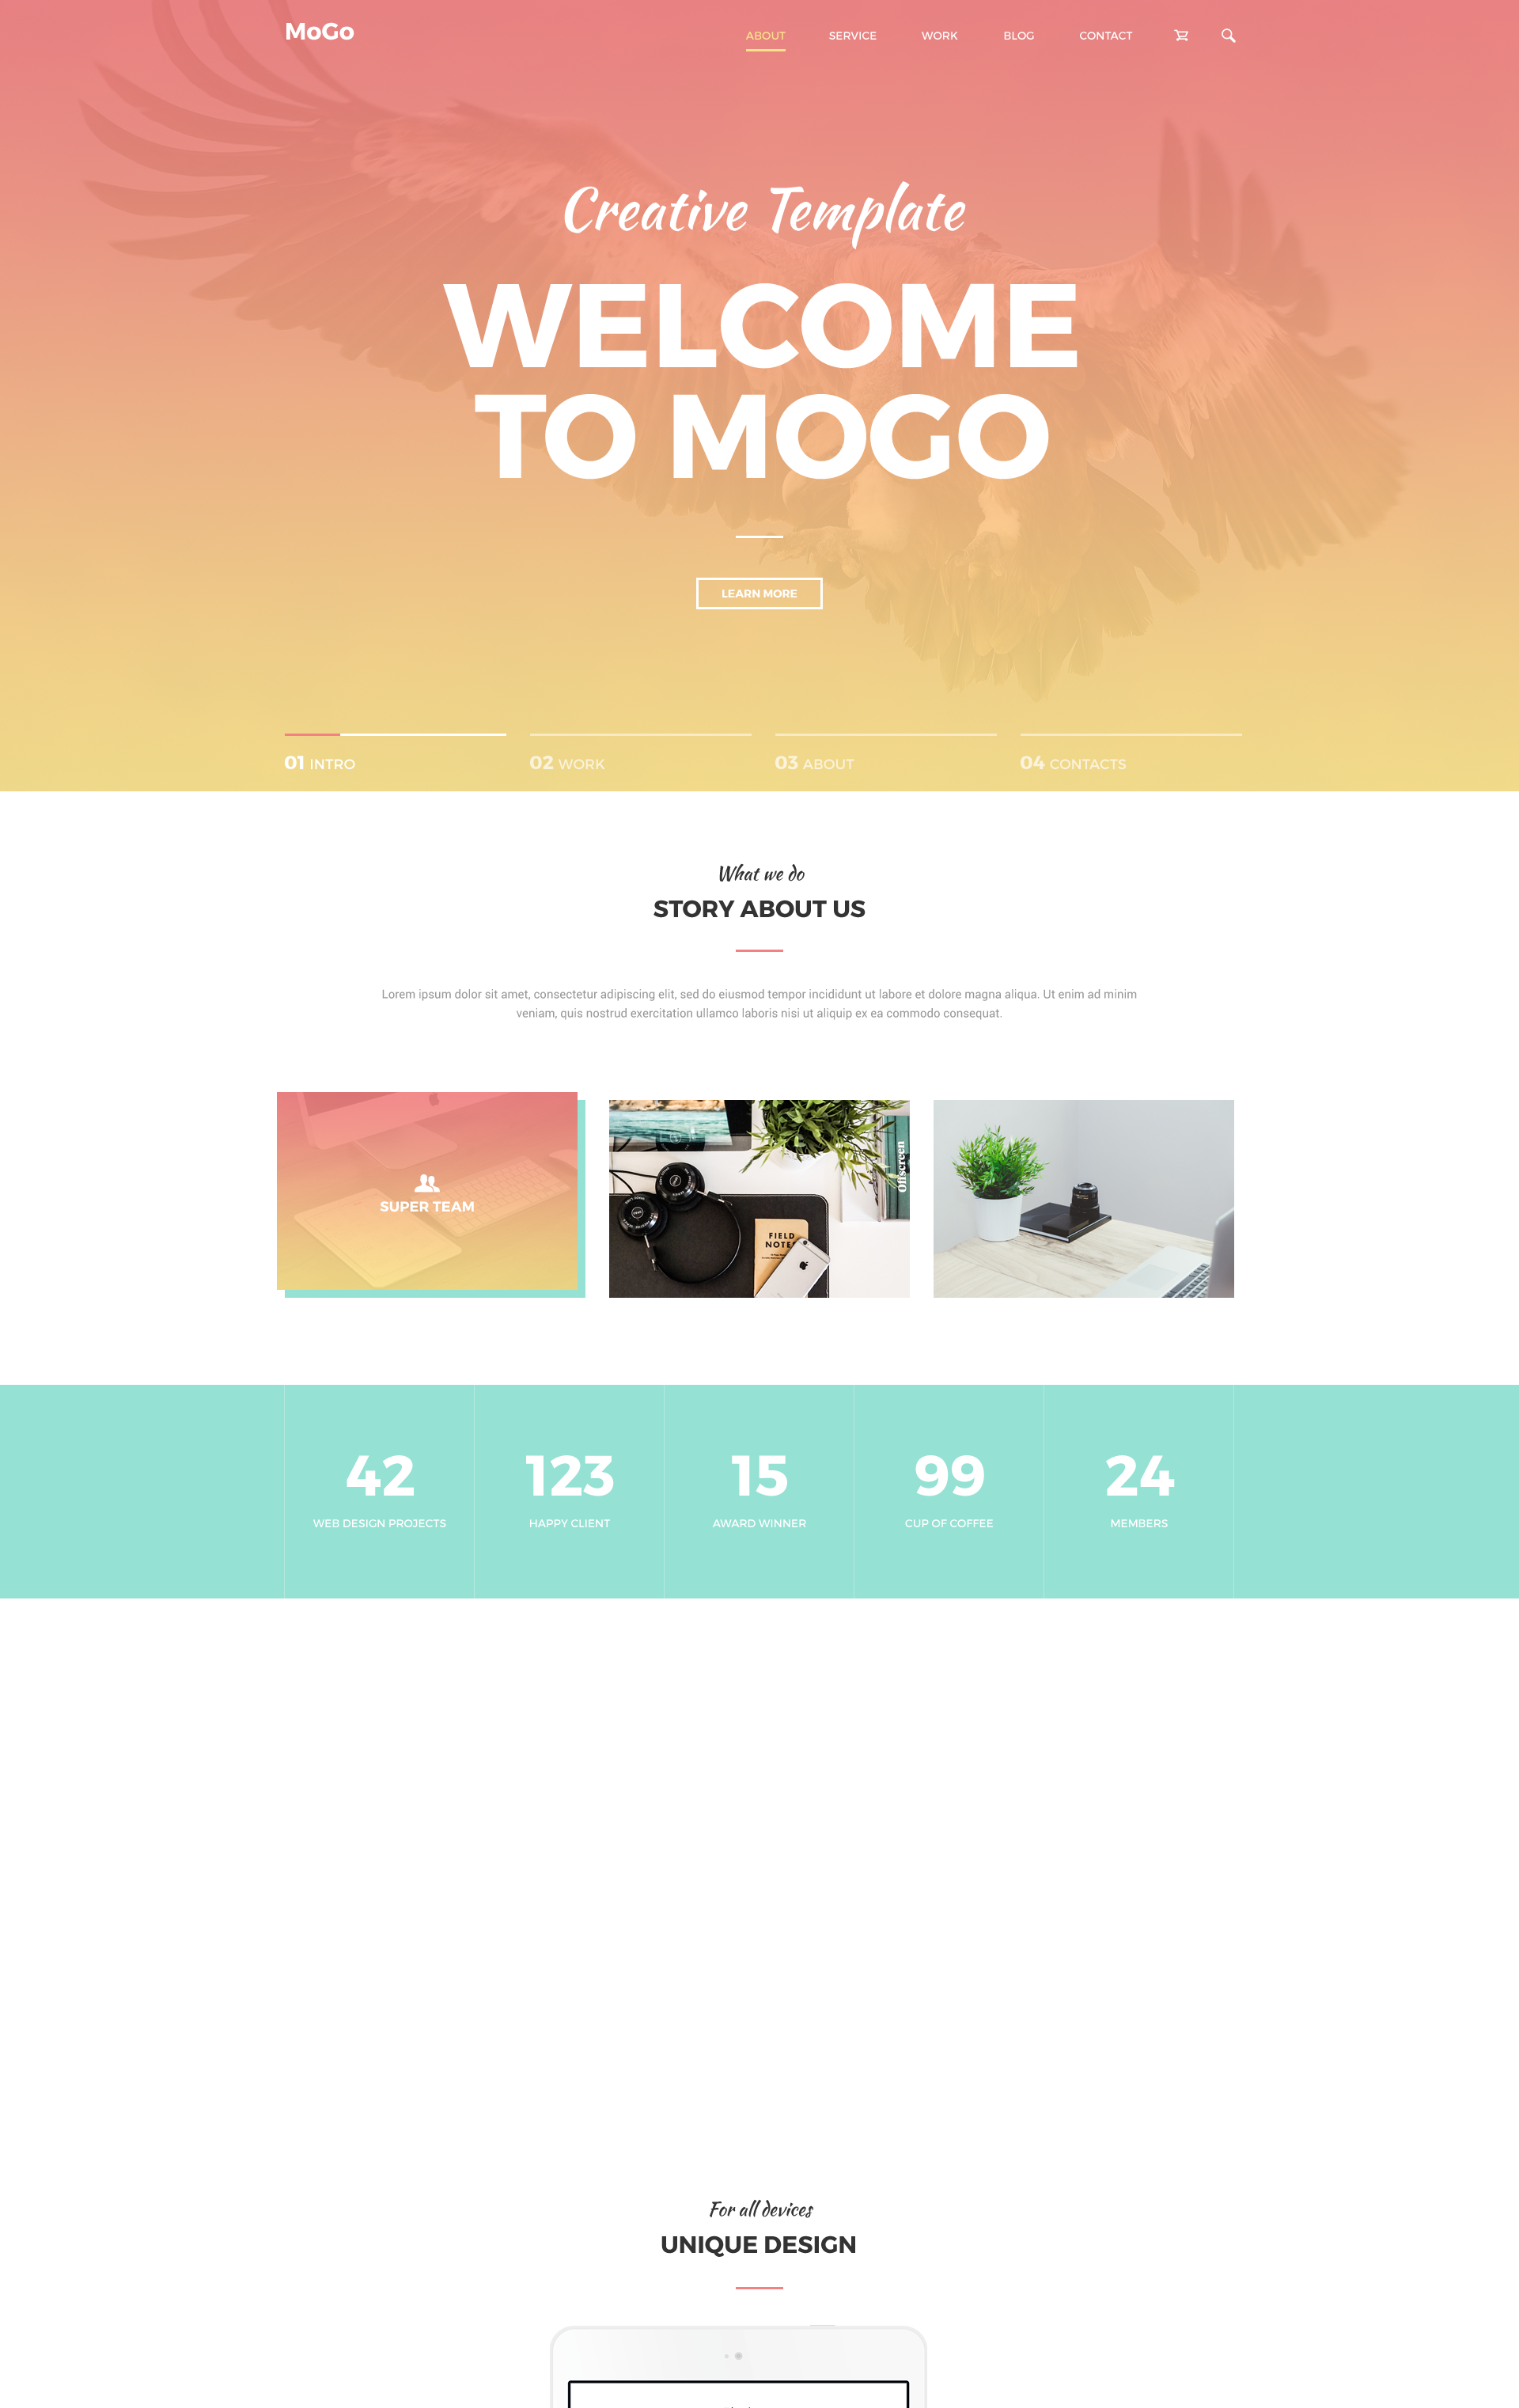 MoGo
ABOUT SERVICE WORK BLOG CONTACT
Creative Template
WELCOME
TO MOGO
LEARN MORE
01 INTRO
02 WORK
03 ABOUT
04 CONTACTS
What we do
STORY ABOUT US
Lorem ipsum dolor sit amet, consectetur adipiscing elit, sed do eiusmod tempor incididunt ut labore et dolore magna aliqua. Ut enim ad minim
veniam, quis nostrud exercitation ullamco laboris nisi ut aliquip ex ea commodo consequat.
SUPER TEAM
Offscreen
FIELD
NOTES
42
WEB DESIGN PROJECTS
123
HAPPY CLIENT
15
AWARD WINNER
99
CUP OF COFFEE
24
MEMBERS
For all devices
UNIQUE DESIGN